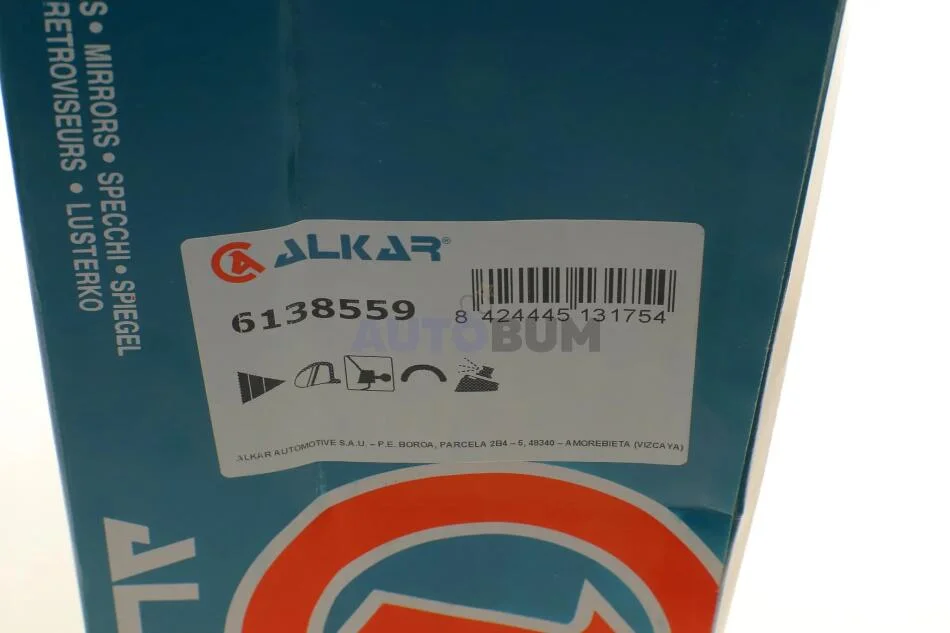 S • MIRRORS • SPECCHI • SPIEGEL
RETROVISEURS • LUSTERKO
ALKAR®
6138559
8 424445 131754
AUTOBUM
ALKAR AUTOMOTIVE S.A.U. – P.E. BOROA, PARCELA 2B4 – 5, 48340 – AMOREBIETA (VIZCAYA)
AL